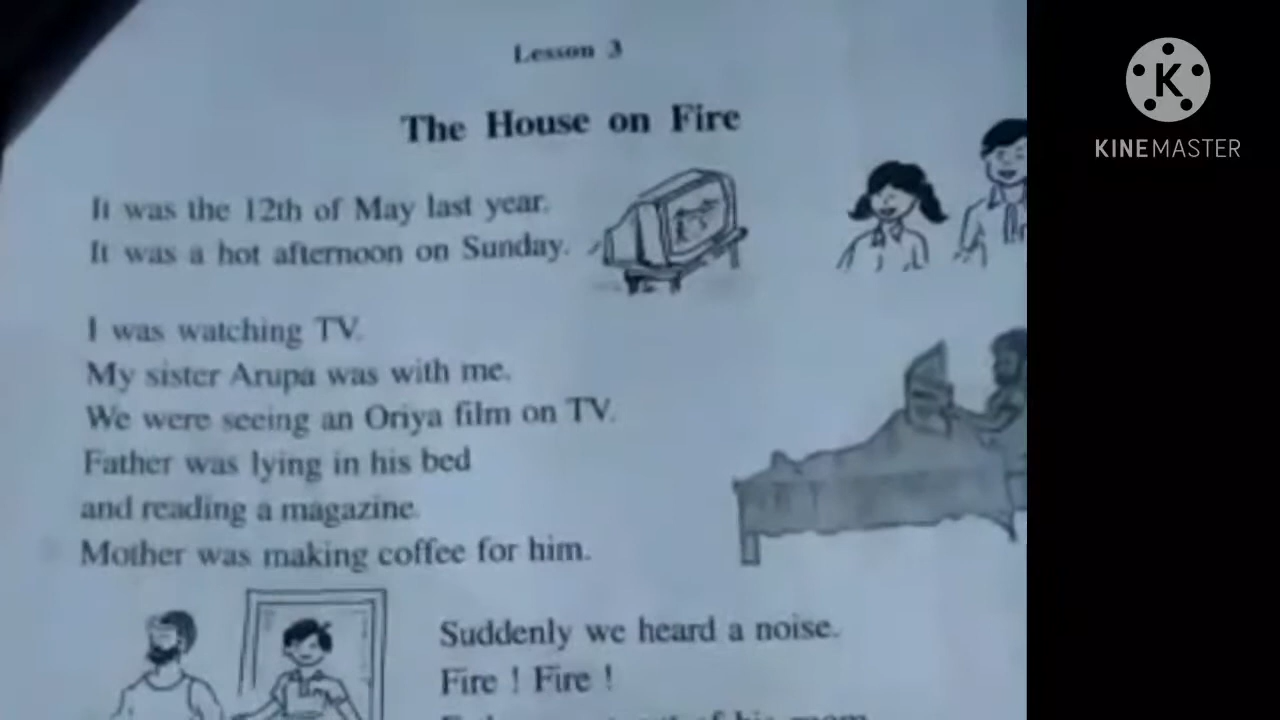 Lesson 3
The House on Fire
It was the 12th of May last year.
It was a hot afternoon on Sunday.
I was watching TV.
My sister Arupa was with me.
We were seeing an Oriya film on TV.
Father was lying in his bed
and reading a magazine.
Mother was making coffee for him.
Suddenly we heard a noise.
Fire ! Fire !
of his room
K
KINEMASTER